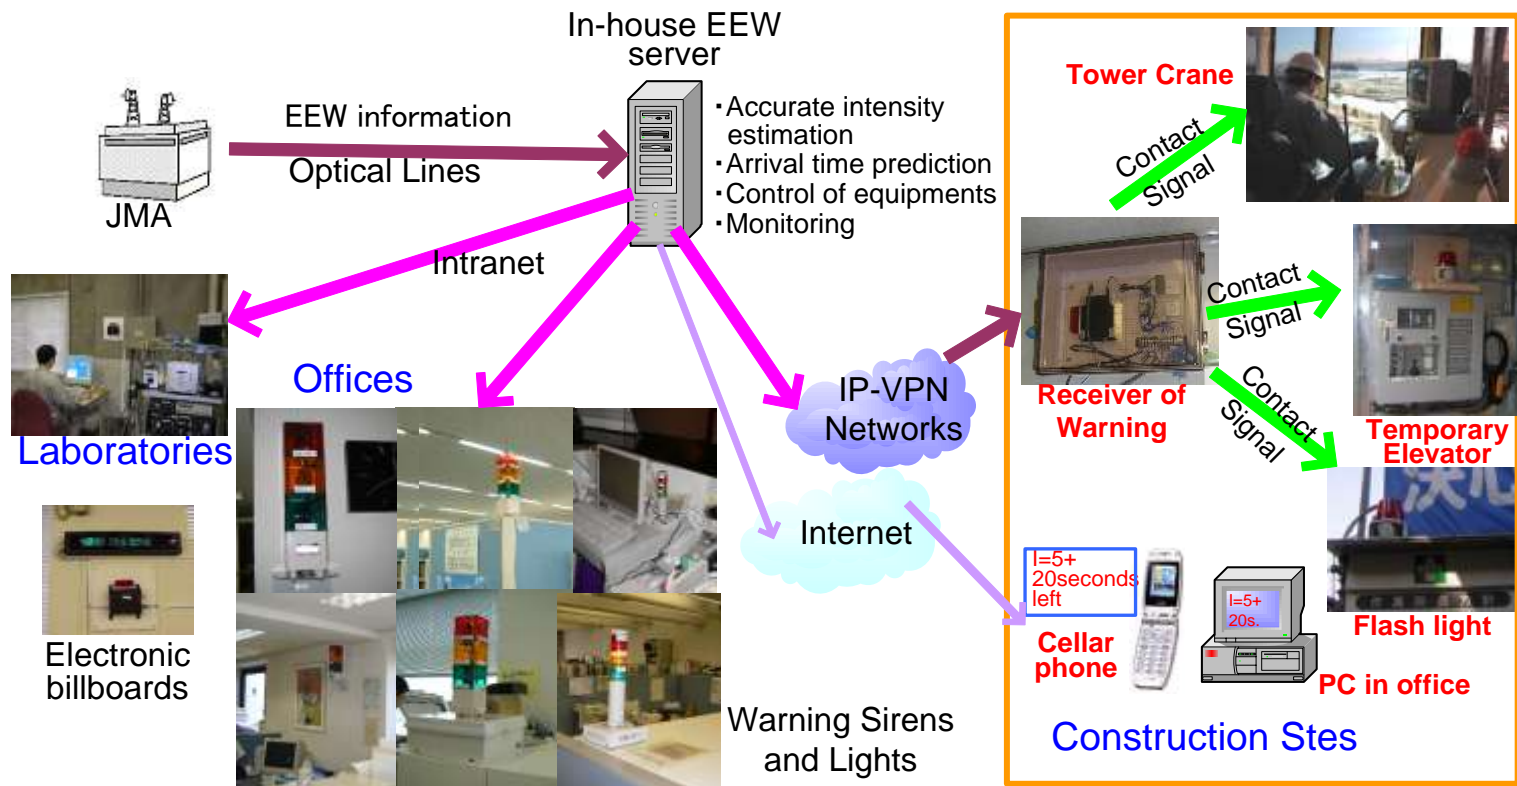 In-house EEW
server
EEW information
Optical Lines
JMA
・Accurate intensity
estimation
・Arrival time prediction
・Control of equipments
・Monitoring
Intranet
Laboratories
Offices
Electronic
billboards
Warning Sirens
and Lights
IP-VPN
Networks
Internet
Tower Crane
Contact
Signal
Receiver of
Warning
Contact
Signal
Temporary
Elevator
Contact
Signal
決心
Flash light
I=5+
20seconds
left
Cellar
phone
I=5+
20s.
PC in office
Construction Stes